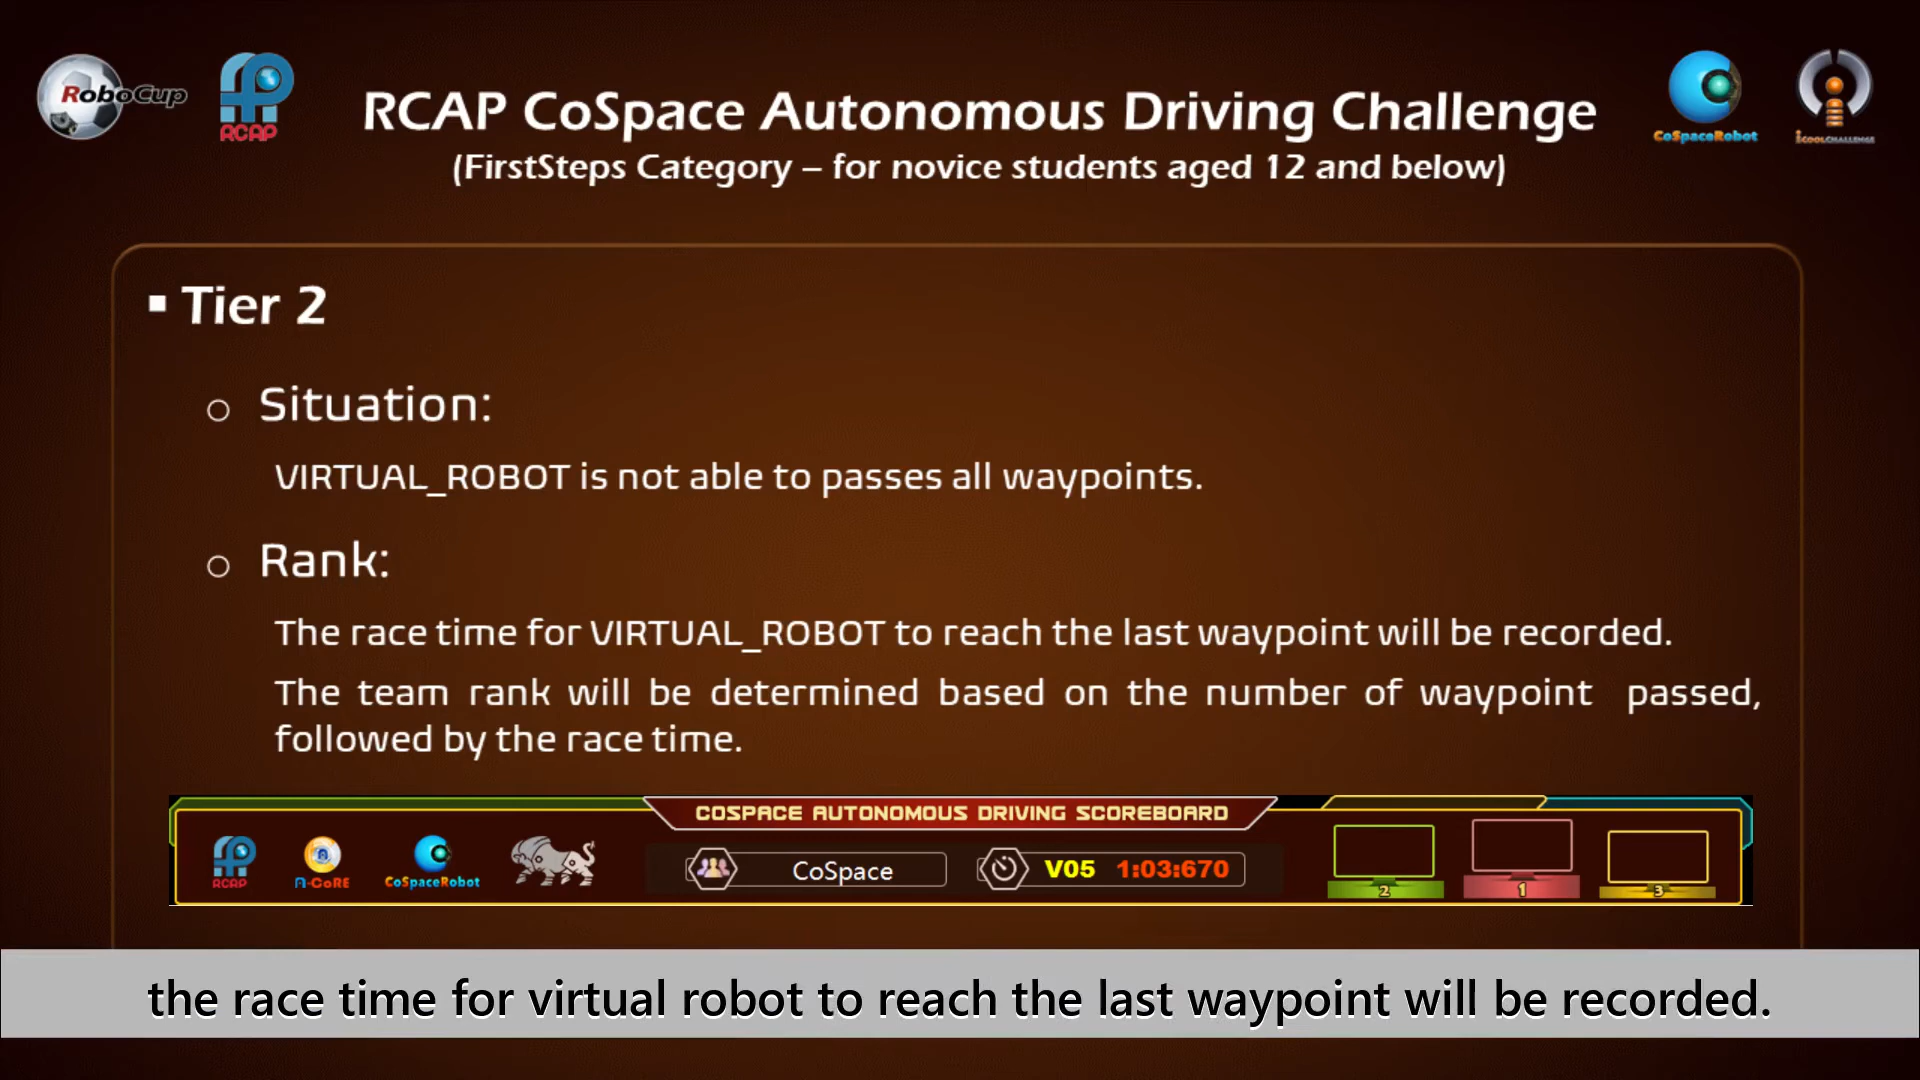 RoboCup
RCAP
RCAP CoSpace Autonomous Driving Challenge
(FirstSteps Category – for novice students aged 12 and below)
CoSpaceRobot
iCOOLCHALLENGE
▪ Tier 2
o Situation:
VIRTUAL_ROBOT is not able to passes all waypoints.
o Rank:
The race time for VIRTUAL_ROBOT to reach the last waypoint will be recorded.
The team rank will be determined based on the number of waypoint passed,
followed by the race time.
COSPACE AUTONOMOUS DRIVING SCOREBOARD
RCAP
A-CoRE
CoSpaceRobot
CoSpace
V05 1:03:670
2
1
3
the race time for virtual robot to reach the last waypoint will be recorded.